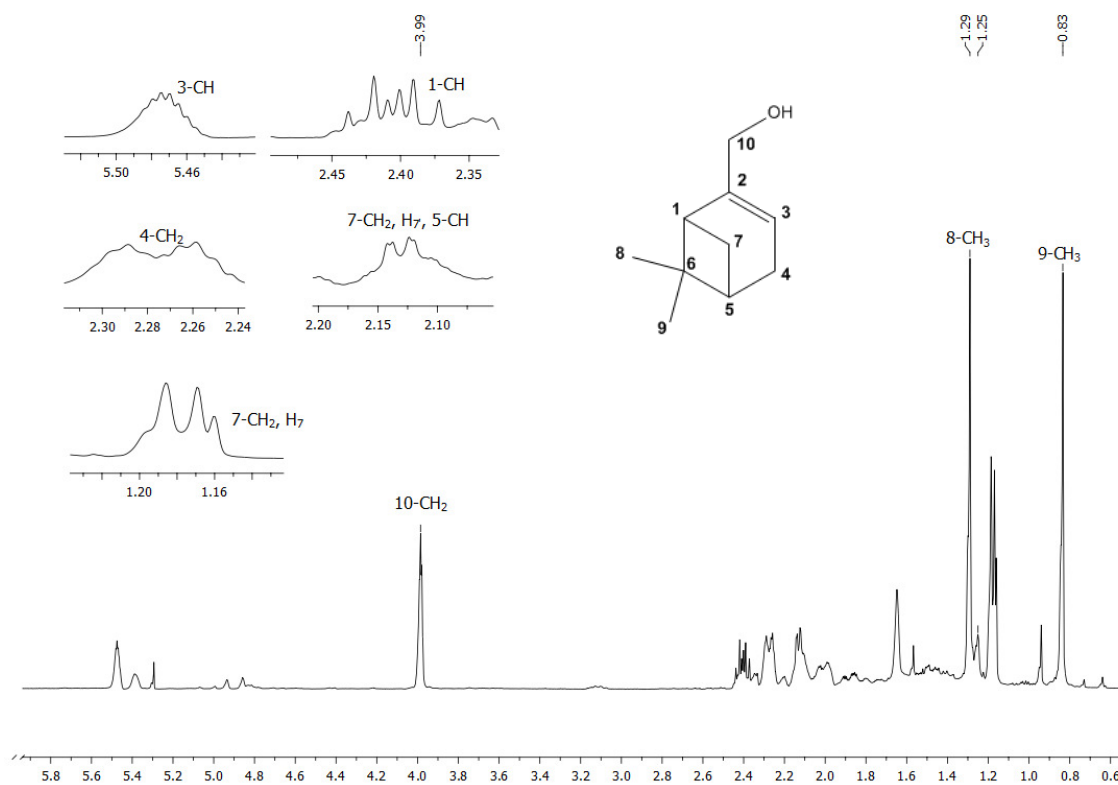 3.99
1.29
1.25
0.83
3-CH
5.50 5.46
1-CH
2.45 2.40 2.35
4-CH₂
2.30 2.28 2.26 2.24
7-CH₂, H₇, 5-CH
2.20 2.15 2.10
7-CH₂, H₇
1.20 1.16
OH
10
2
1
3
7
8
6
4
5
9
8-CH₃
9-CH₃
10-CH₂
5.8 5.6 5.4 5.2 5.0 4.8 4.6 4.4 4.2 4.0 3.8 3.6 3.4 3.2 3.0 2.8 2.6 2.4 2.2 2.0 1.8 1.6 1.4 1.2 1.0 0.8 0.6